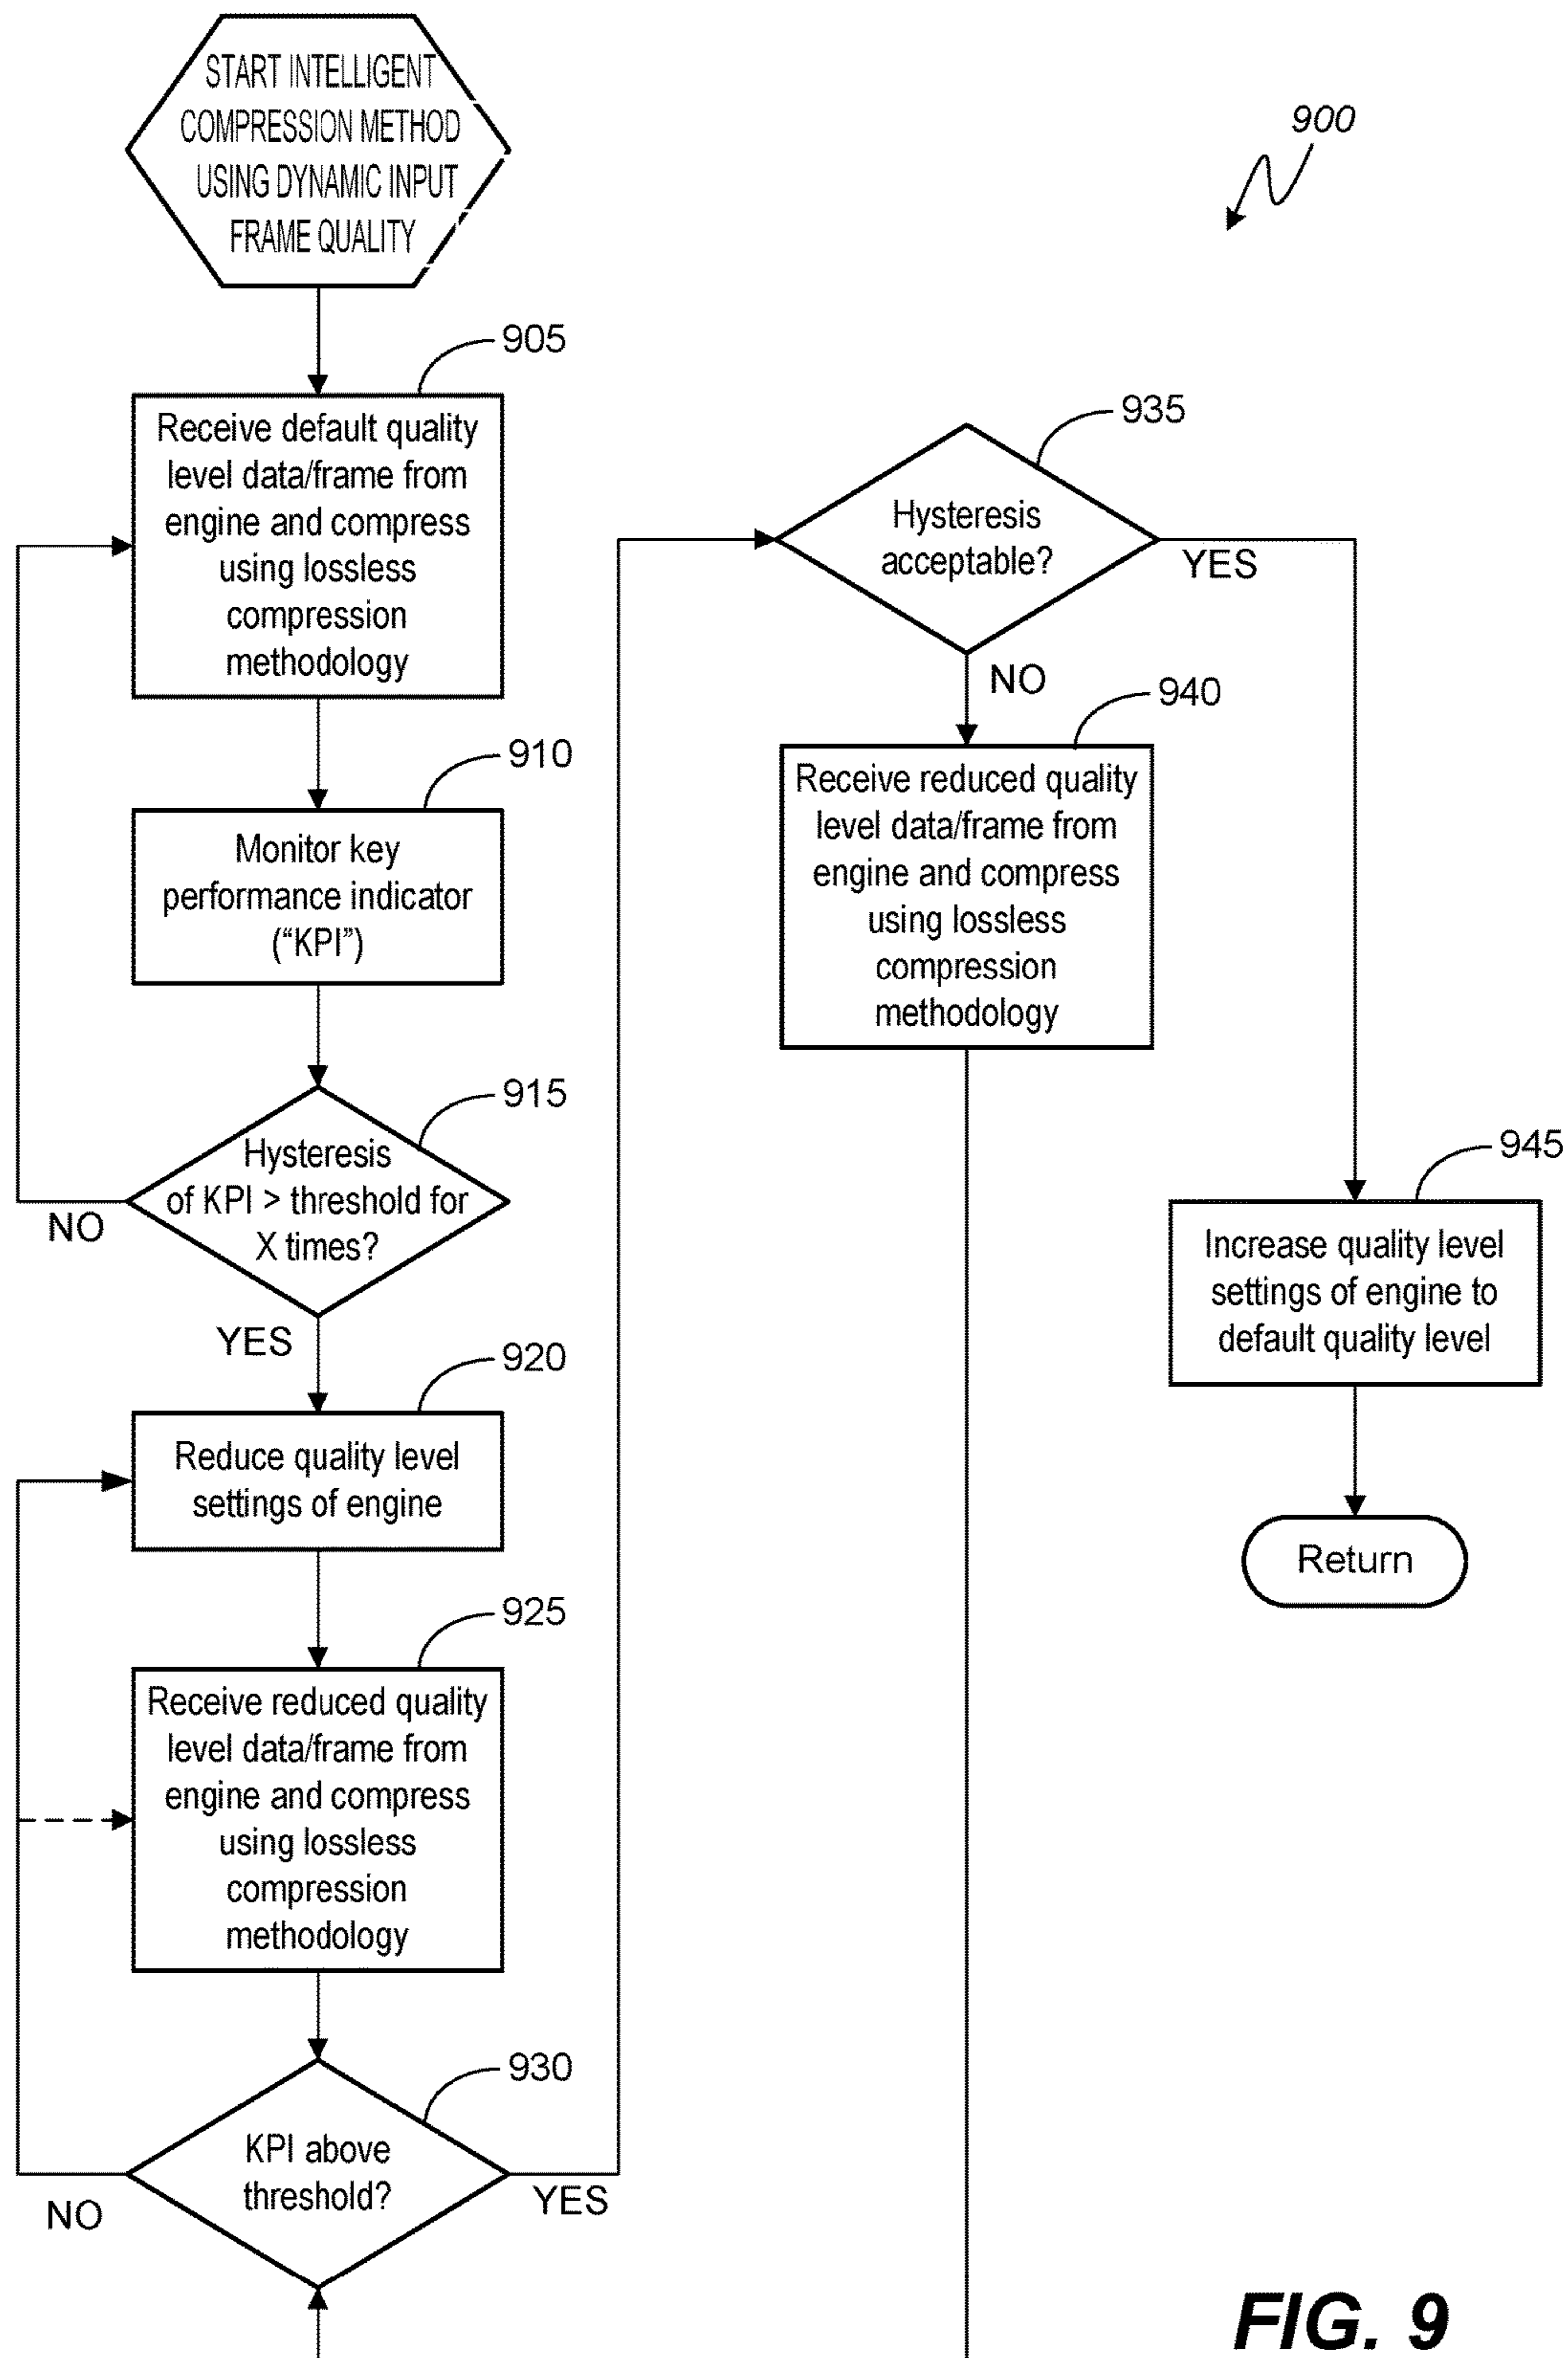 START INTELLIGENT
COMPRESSION METHOD
USING DYNAMIC INPUT
FRAME QUALITY
900
905
Receive default quality
level data/frame from
engine and compress
using lossless
compression
methodology
910
Monitor key
performance indicator
(“KPI”)
915
Hysteresis
of KPI > threshold for
X times?
NO
YES
920
Reduce quality level
settings of engine
925
Receive reduced quality
level data/frame from
engine and compress
using lossless
compression
methodology
930
KPI above
threshold?
NO
YES
935
Hysteresis
acceptable?
YES
NO
940
Receive reduced quality
level data/frame from
engine and compress
using lossless
compression
methodology
945
Increase quality level
settings of engine to
default quality level
Return
FIG. 9